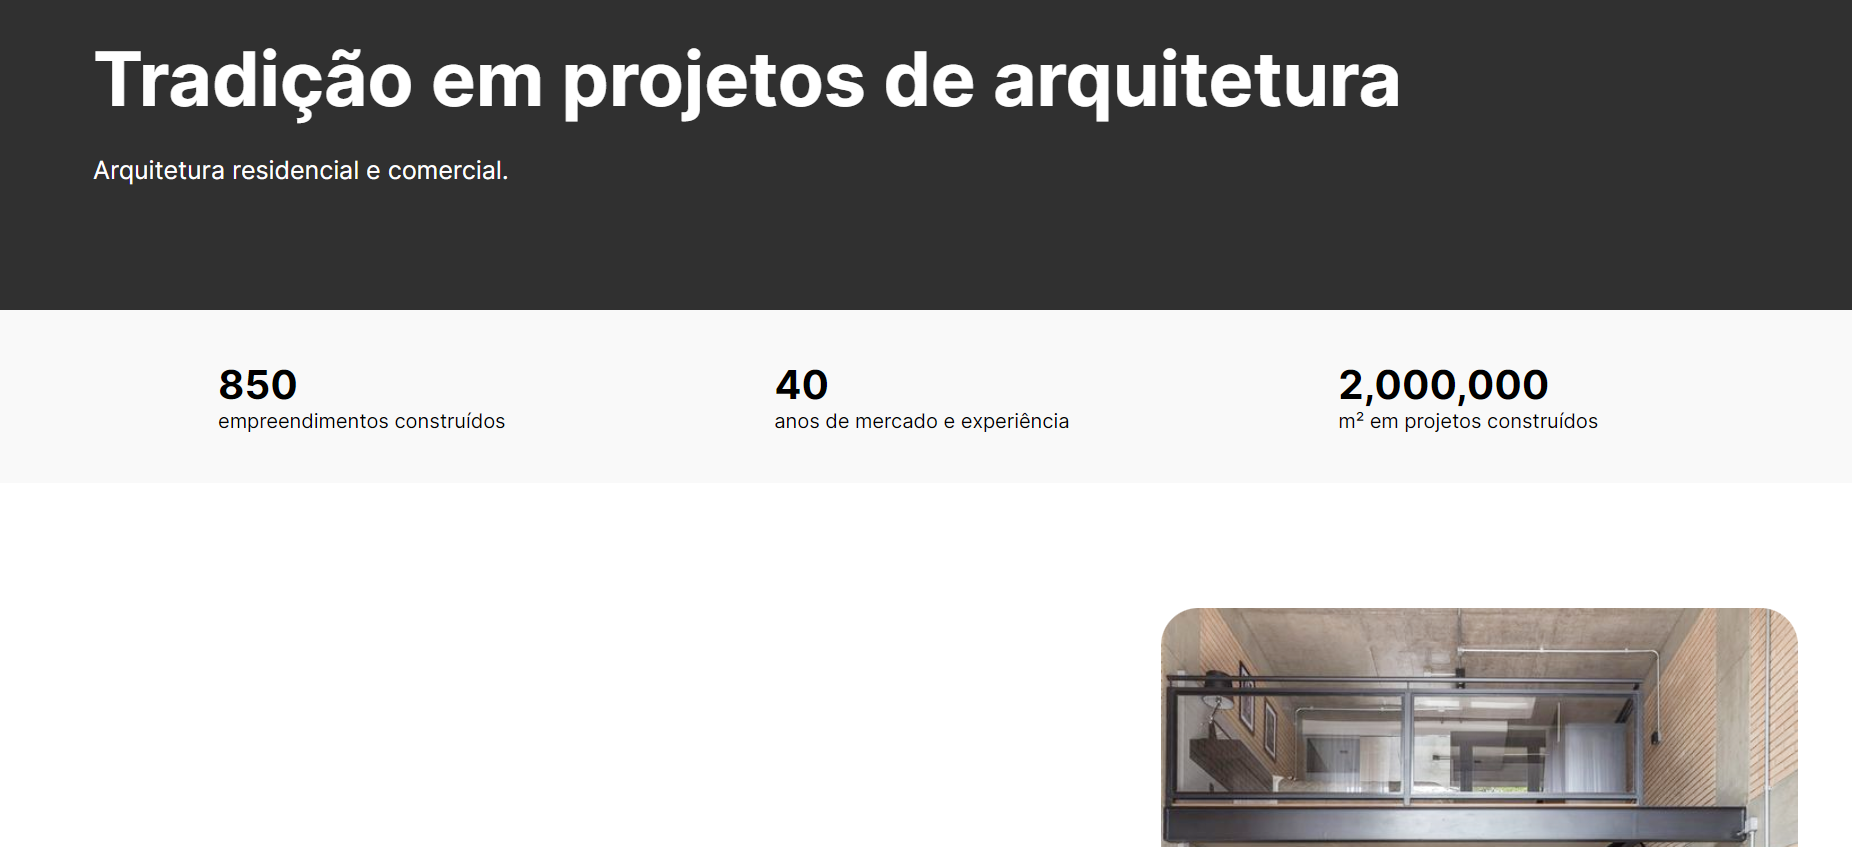 Tradição em projetos de arquitetura
Arquitetura residencial e comercial.
850
empreendimentos construídos
40
anos de mercado e experiência
2,000,000
m² em projetos construídos